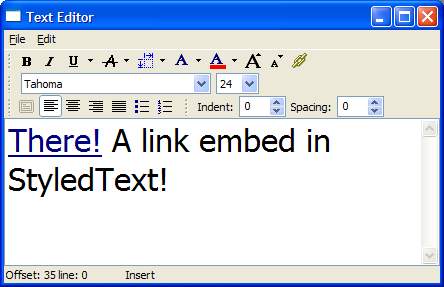 Text Editor
File Edit
B I U A A A A A
Tahoma 24
Indent: 0 Spacing: 0
There! A link embed in
StyledText!
Offset: 35 line: 0 Insert